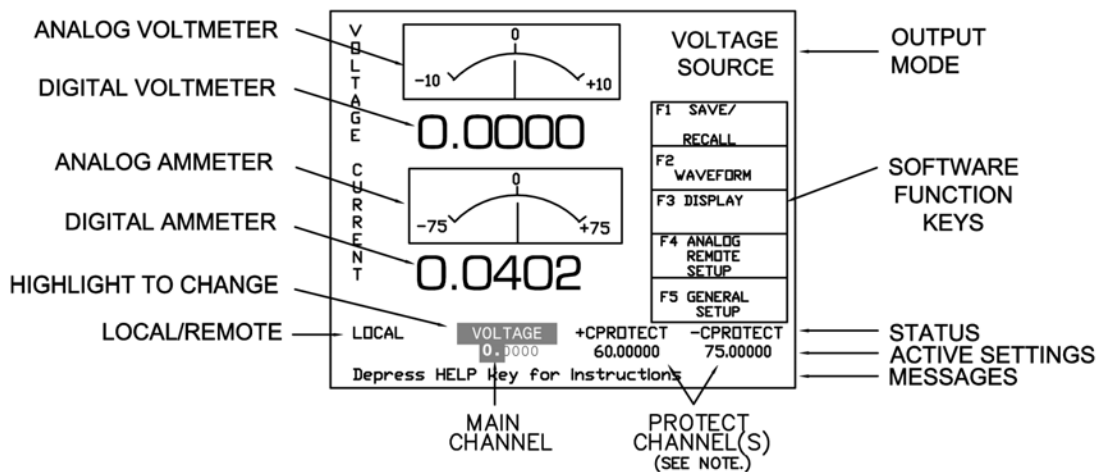 ANALOG VOLTMETER
DIGITAL VOLTMETER
ANALOG AMMETER
DIGITAL AMMETER
HIGHLIGHT TO CHANGE
LOCAL/REMOTE
VOLTAGE CURRENT
0
-10
+10
0.0000
0
-75
+75
0.0402
VOLTAGE
SOURCE
F1 SAVE/
RECALL
F2
WAVEFORM
F3 DISPLAY
F4 ANALOG
REMOTE
SETUP
F5 GENERAL
SETUP
LOCAL
VOLTAGE
+CPROTECT
-CPROTECT
0.0000
60.00000
75.00000
Depress HELP key for Instructions
OUTPUT
MODE
SOFTWARE
FUNCTION
KEYS
STATUS
ACTIVE SETTINGS
MESSAGES
MAIN
CHANNEL
PROTECT
CHANNEL(S)
(SEE NOTE.)